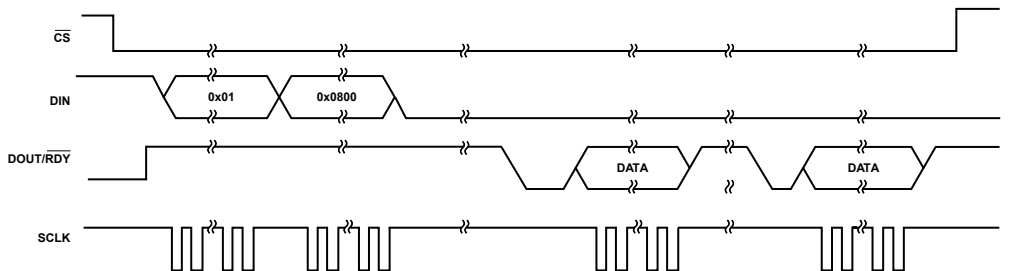 CS
DIN
0x01
0x0800
DOUT/RDY
DATA
DATA
SCLK